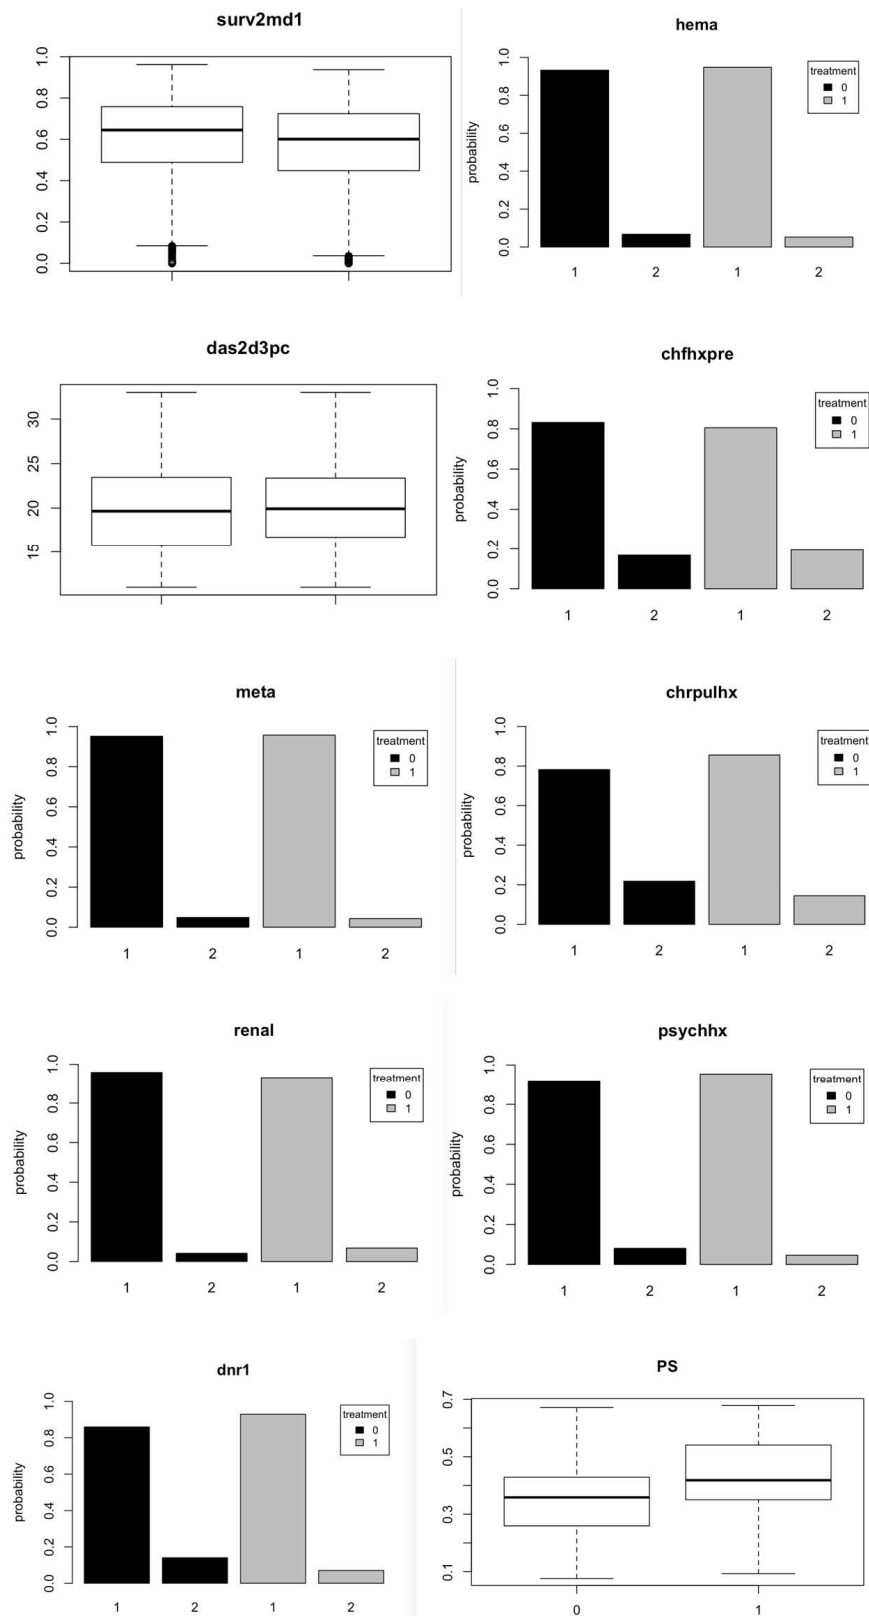 surv2md1
1.0
0.8
0.6
0.4
0.2
0.0
hema
probability
1.0
0.8
0.6
0.4
0.2
0.0
treatment
0
1
1 2 1 2
das2d3pc
30
25
20
15
chfhxpre
probability
1.0
0.8
0.6
0.4
0.2
0.0
treatment
0
1
1 2 1 2
meta
probability
1.0
0.8
0.6
0.4
0.2
0.0
treatment
0
1
1 2 1 2
chrpulhx
probability
1.0
0.8
0.6
0.4
0.2
0.0
treatment
0
1
1 2 1 2
renal
probability
1.0
0.8
0.6
0.4
0.2
0.0
treatment
0
1
1 2 1 2
psychhx
probability
1.0
0.8
0.6
0.4
0.2
0.0
treatment
0
1
1 2 1 2
dnr1
probability
1.0
0.8
0.6
0.4
0.2
0.0
treatment
0
1
1 2 1 2
PS
0.7
0.5
0.3
0.1
0 1